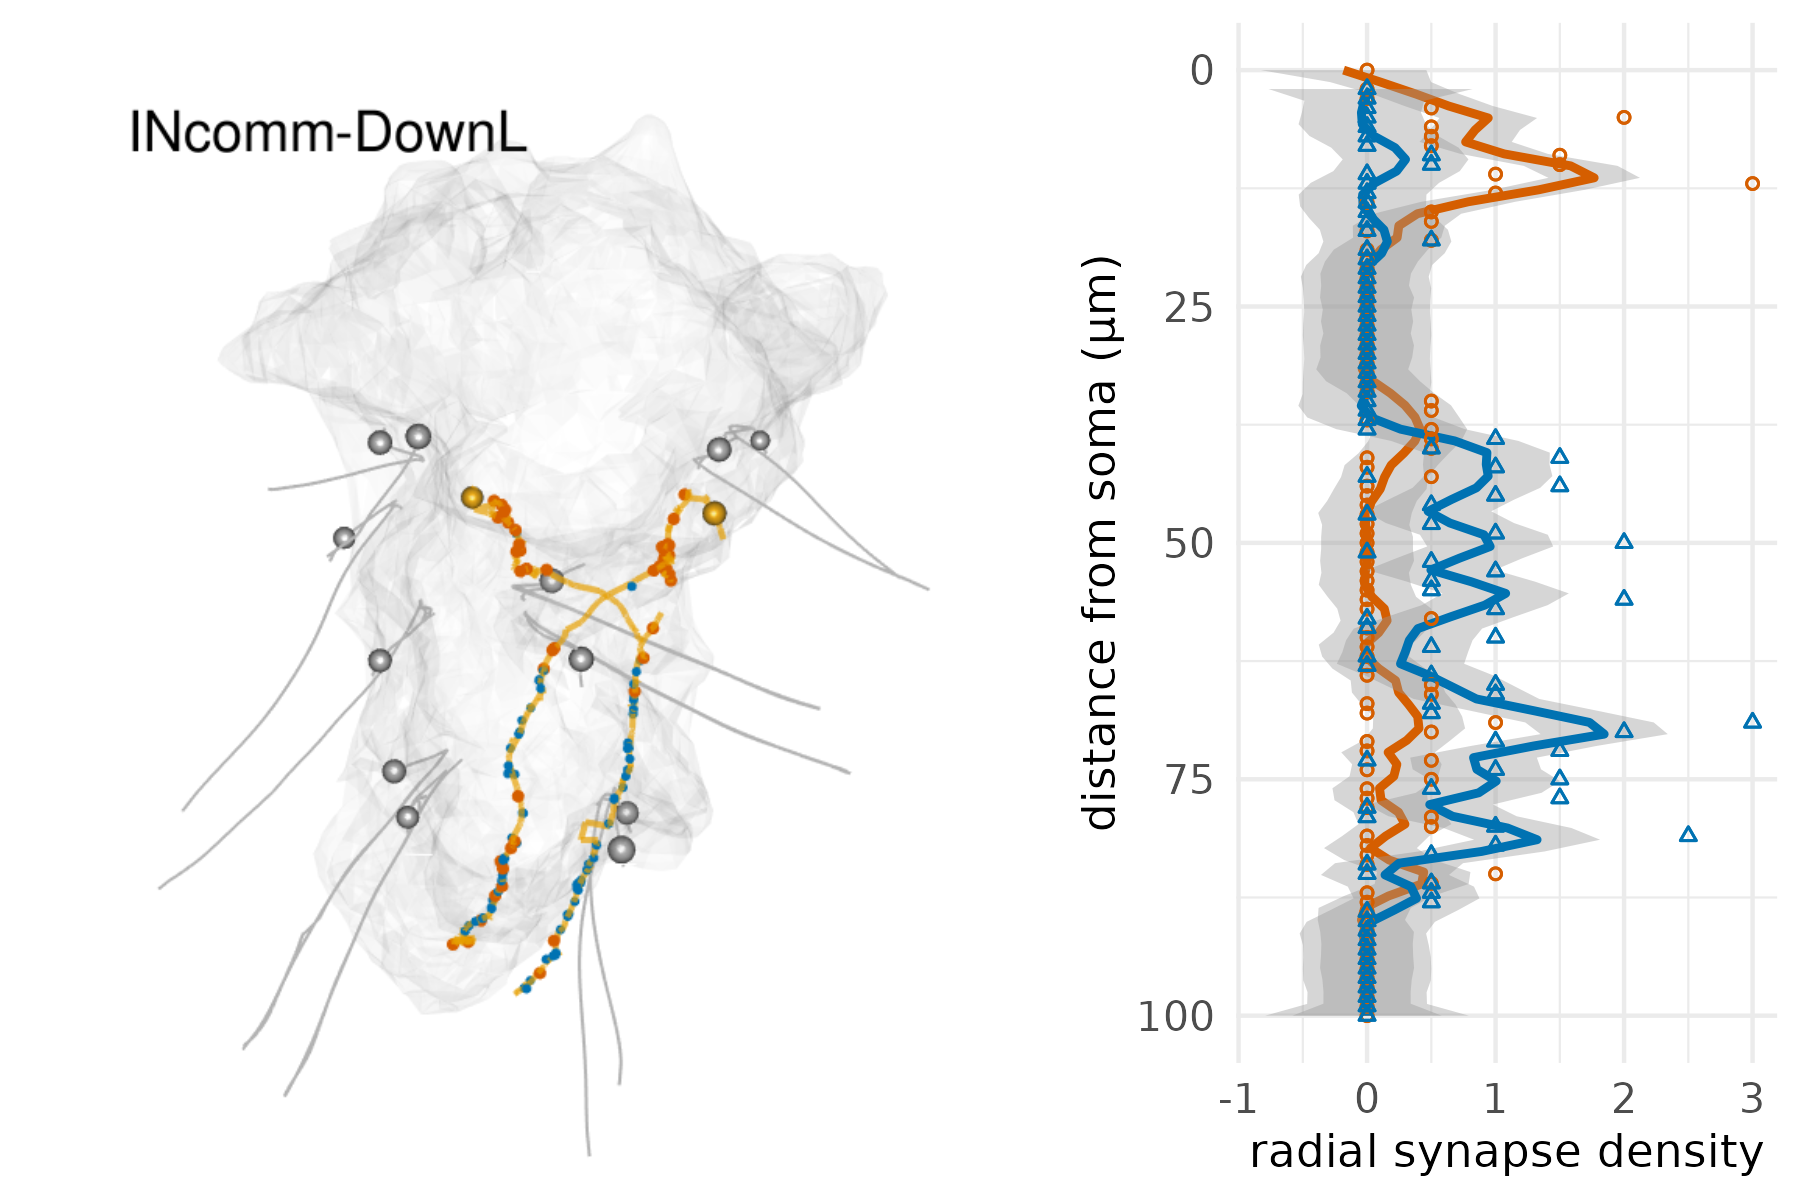 INcomm-DownL
distance from soma (μm)
0
25
50
75
100
-1 0 1 2 3
radial synapse density